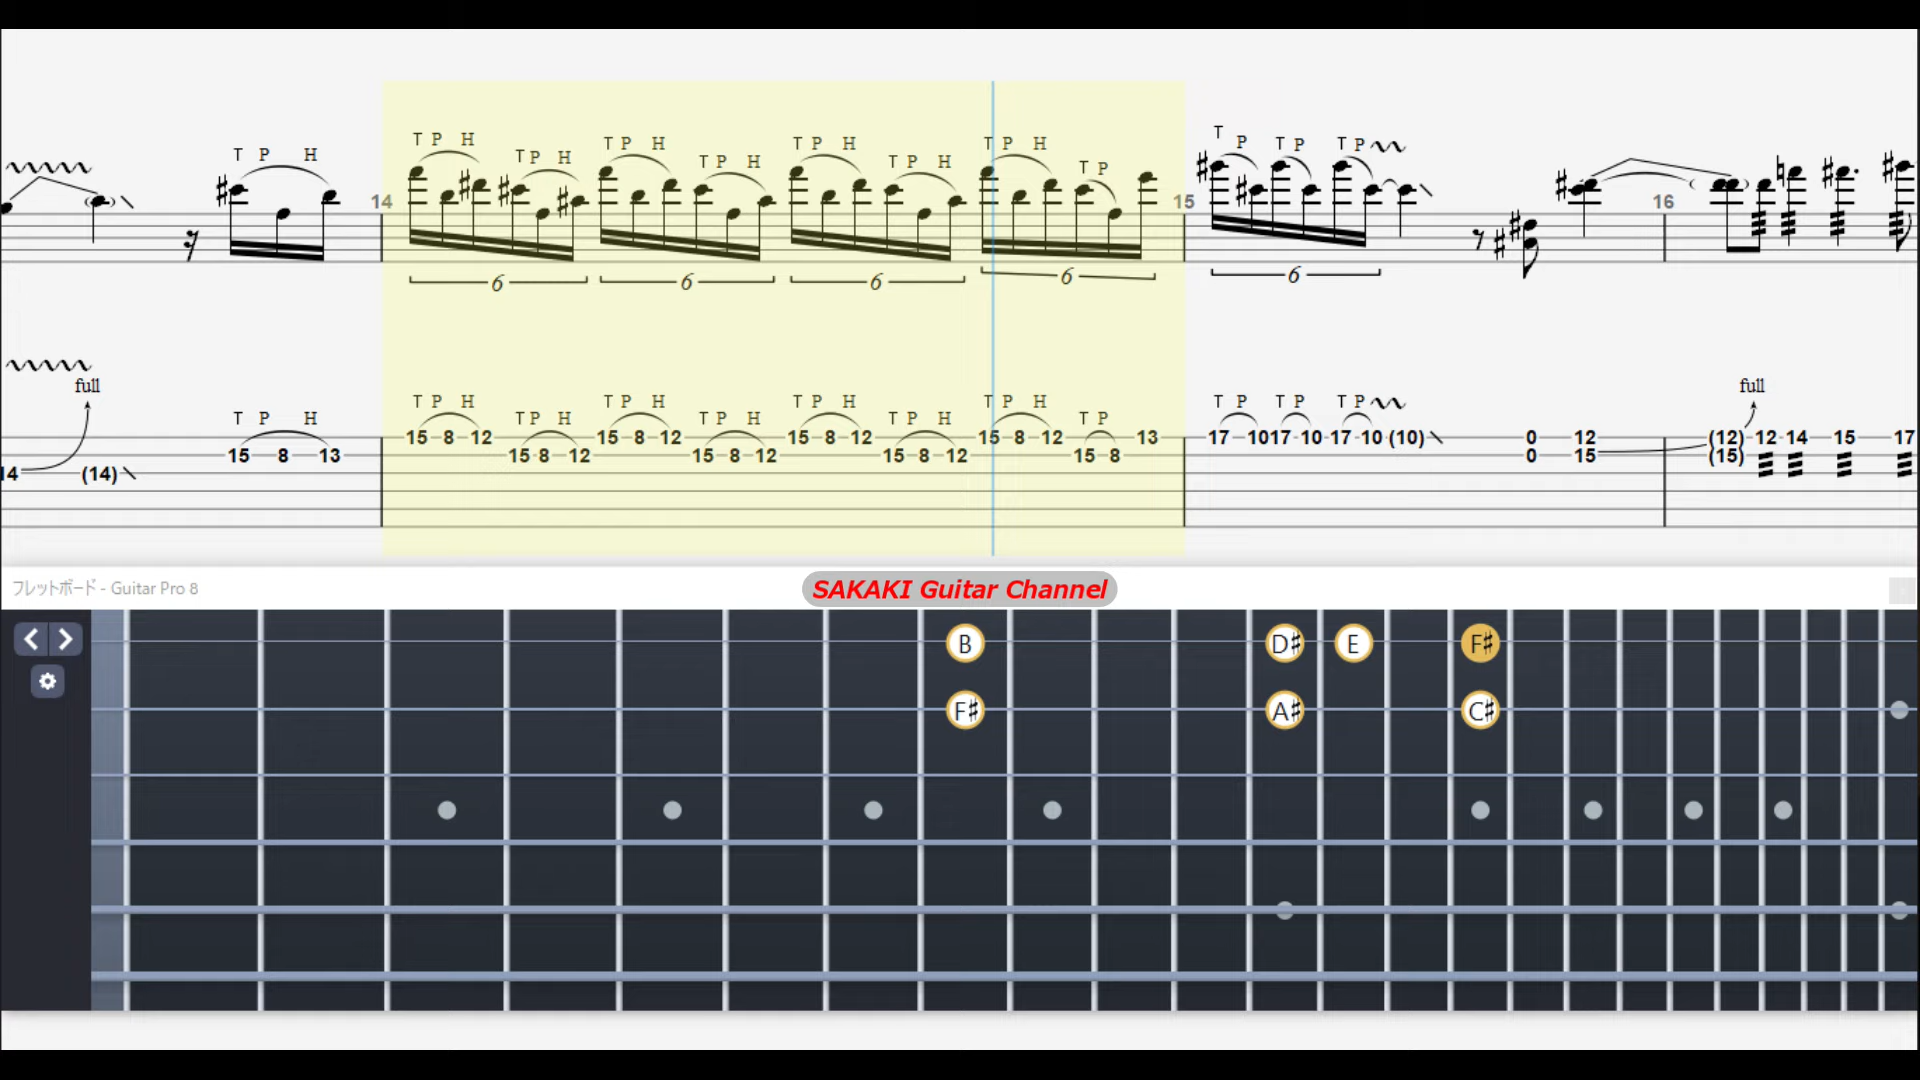 T P H T P H T P H T P H T P H T P H T P H T P H T P T P T P T P
14 15 16
6 6 6 6 6
full full
T P H T P H T P H T P H T P H T P H T P H T P H T P T P T P T P
15 8 12 15 8 12 15 8 12 15 8 12 17 10 17 10 17 10 (10) 0 12 (12) 12 14 15 17
15 8 13 15 8 12 15 8 12 15 8 12 15 8 13 0 15 (15)
14 (14)
フレットボード - Guitar Pro 8
SAKAKI Guitar Channel
B D♯ E F♯
F♯ A♯ C♯